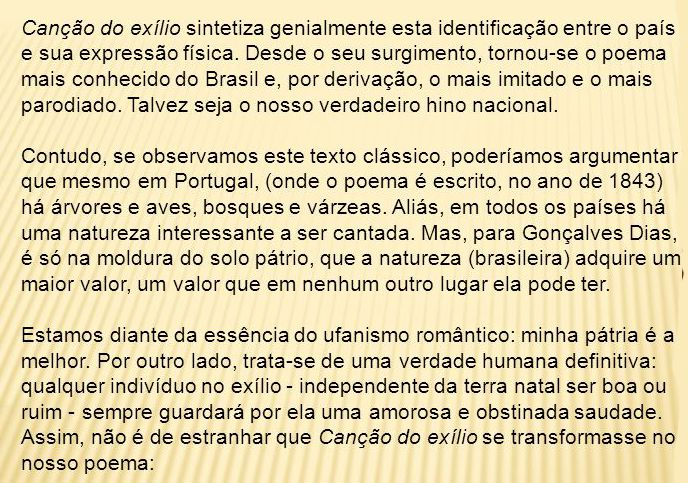 Canção do exílio sintetiza genialmente esta identificação entre o país
e sua expressão física. Desde o seu surgimento, tornou-se o poema
mais conhecido do Brasil e, por derivação, o mais imitado e o mais
parodiado. Talvez seja o nosso verdadeiro hino nacional.
Contudo, se observamos este texto clássico, poderíamos argumentar
que mesmo em Portugal, (onde o poema é escrito, no ano de 1843)
há árvores e aves, bosques e várzeas. Aliás, em todos os países há
uma natureza interessante a ser cantada. Mas, para Gonçalves Dias,
é só na moldura do solo pátrio, que a natureza (brasileira) adquire um
maior valor, um valor que em nenhum outro lugar ela pode ter.
Estamos diante da essência do ufanismo romântico: minha pátria é a
melhor. Por outro lado, trata-se de uma verdade humana definitiva:
qualquer indivíduo no exílio - independente da terra natal ser boa ou
ruim - sempre guardará por ela uma amorosa e obstinada saudade.
Assim, não é de estranhar que Canção do exílio se transformasse no
nosso poema: